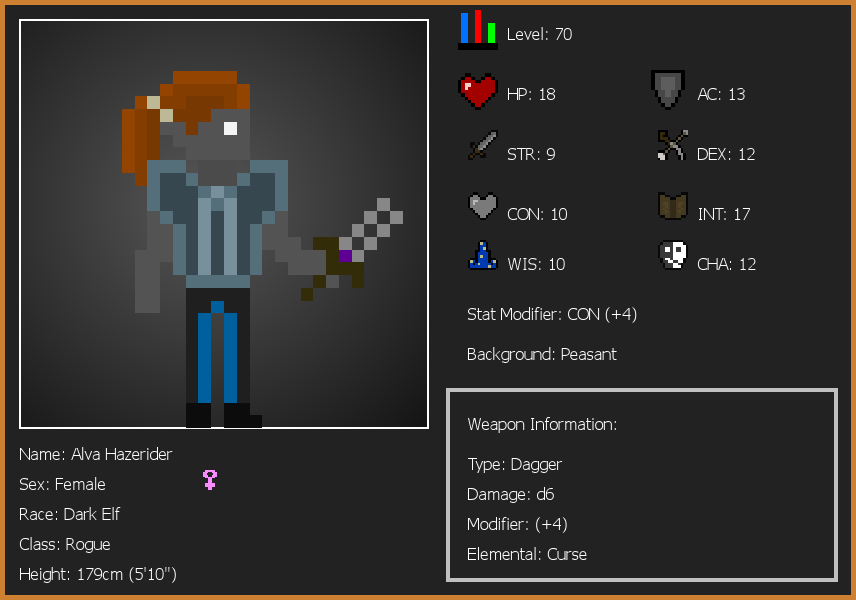 Level: 70
HP: 18
AC: 13
STR: 9
DEX: 12
CON: 10
INT: 17
WIS: 10
CHA: 12
Stat Modifier: CON (+4)
Background: Peasant
Weapon Information:
Type: Dagger
Damage: d6
Modifier: (+4)
Elemental: Curse
Name: Alva Hazerider
Sex: Female
Race: Dark Elf
Class: Rogue
Height: 179cm (5'10")